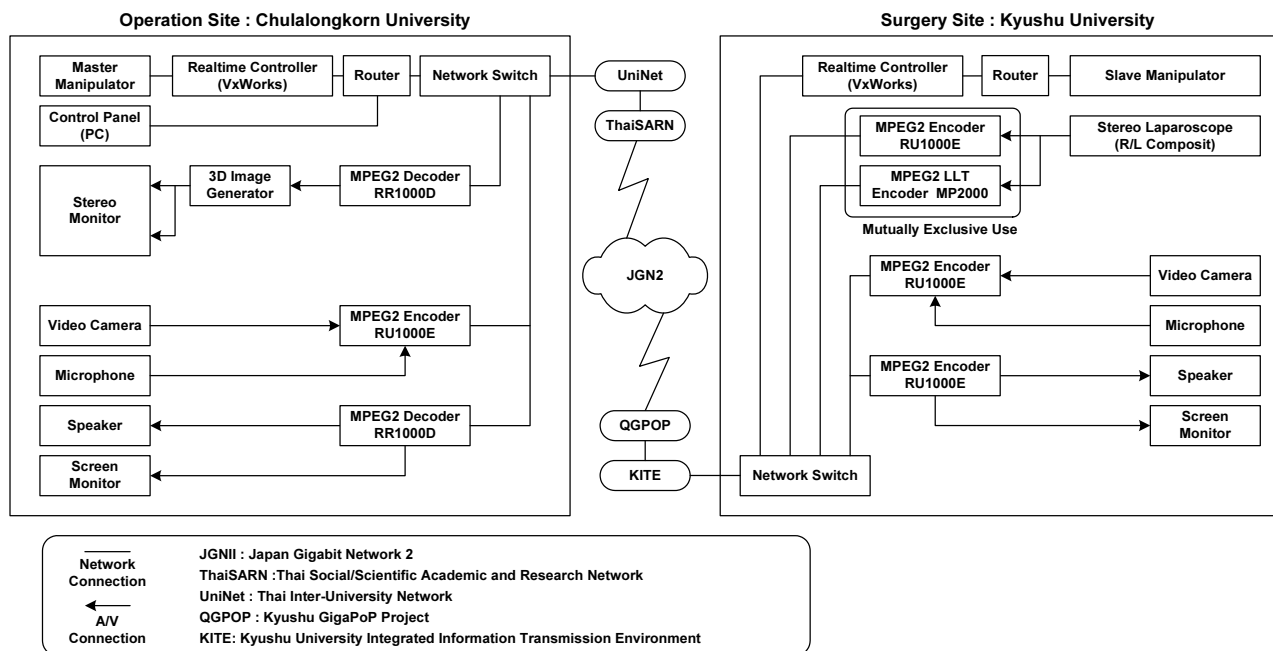 Operation Site : Chulalongkorn University
Master
Manipulator
Realtime Controller
(VxWorks)
Router
Network Switch
Control Panel
(PC)
Stereo
Monitor
3D Image
Generator
MPEG2 Decoder
RR1000D
Video Camera
MPEG2 Encoder
RU1000E
Microphone
Speaker
MPEG2 Decoder
RR1000D
Screen
Monitor
UniNet
ThaiSARN
JGN2
QGPOP
KITE
Surgery Site : Kyushu University
Realtime Controller
(VxWorks)
Router
Slave Manipulator
MPEG2 Encoder
RU1000E
Stereo Laparoscope
(R/L Composit)
MPEG2 LLT
Encoder MP2000
Mutually Exclusive Use
MPEG2 Encoder
RU1000E
Video Camera
Microphone
MPEG2 Encoder
RU1000E
Speaker
Screen
Monitor
Network Switch
Network
Connection
A/V
Connection
JGNII : Japan Gigabit Network 2
ThaiSARN :Thai Social/Scientific Academic and Research Network
UniNet : Thai Inter-University Network
QGPOP : Kyushu GigaPoP Project
KITE: Kyushu University Integrated Information Transmission Environment